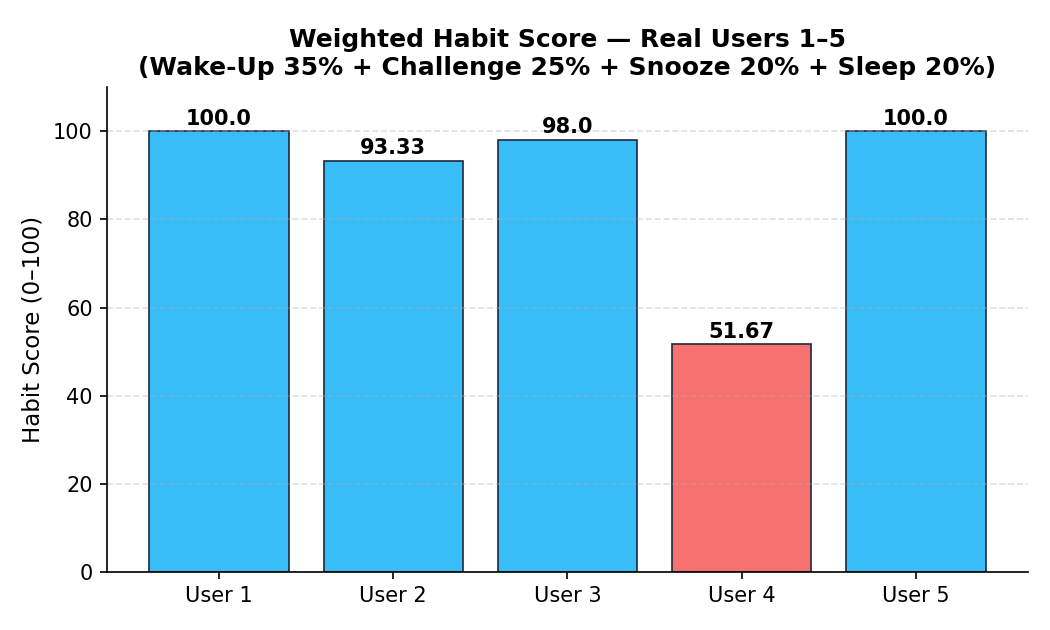 Weighted Habit Score — Real Users 1–5
(Wake-Up 35% + Challenge 25% + Snooze 20% + Sleep 20%)
Habit Score (0–100)
100
80
60
40
20
0
100.0
93.33
98.0
51.67
100.0
User 1
User 2
User 3
User 4
User 5